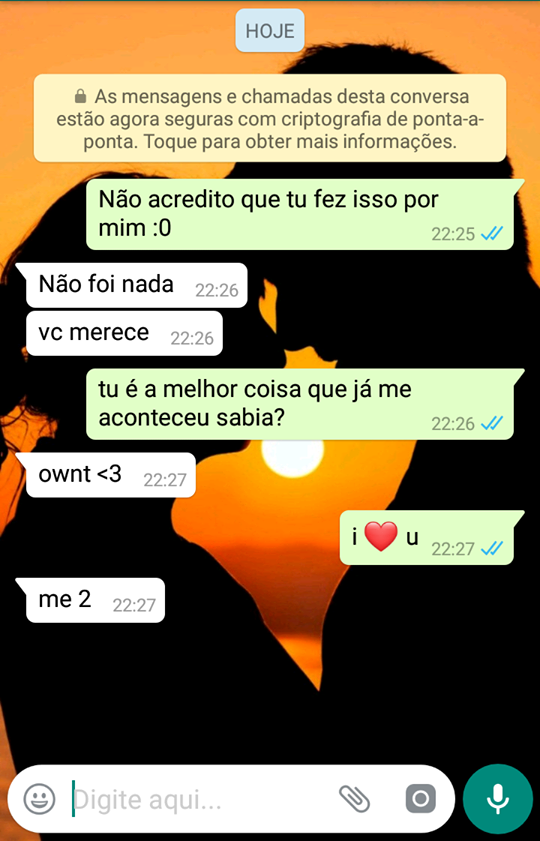 HOJE
As mensagens e chamadas desta conversa
estão agora seguras com criptografia de ponta-a-
ponta. Toque para obter mais informações.
Não acredito que tu fez isso por
mim :0
22:25
Não foi nada 22:26
vc merece 22:26
tu é a melhor coisa que já me
aconteceu sabia?
22:26
ownt <3 22:27
i ❤️ u 22:27
me 2 22:27
Digite aqui...